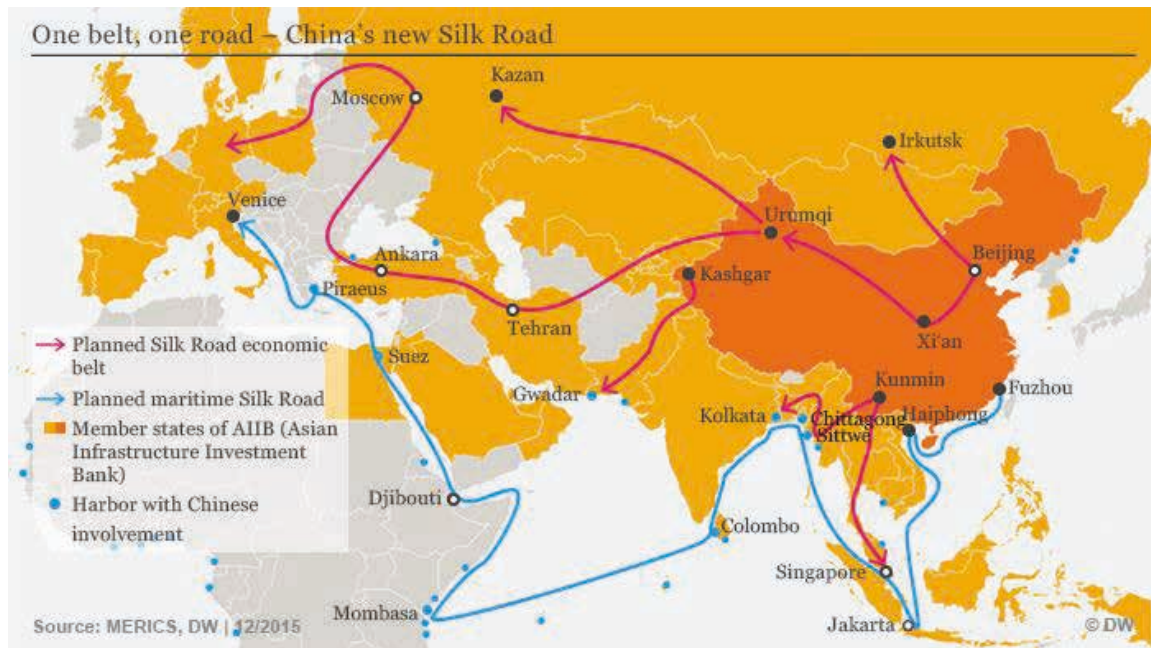 One belt, one road – China's new Silk Road
Kazan
Moscow
Irkutsk
Venice
Urumqi
Ankara
Kashgar
Beijing
Piraeus
Tehran
Xi'an
Planned Silk Road economic
belt
Suez
Gwadar
Kunmin
Fuzhou
Planned maritime Silk Road
Kolkata
Chittagong
Haiphong
Member states of AIIB (Asian
Infrastructure Investment
Bank)
Sittwe
Djibouti
Harbor with Chinese
involvement
Colombo
Singapore
Mombasa
Jakarta
Source: MERICS, DW | 12/2015
© DW